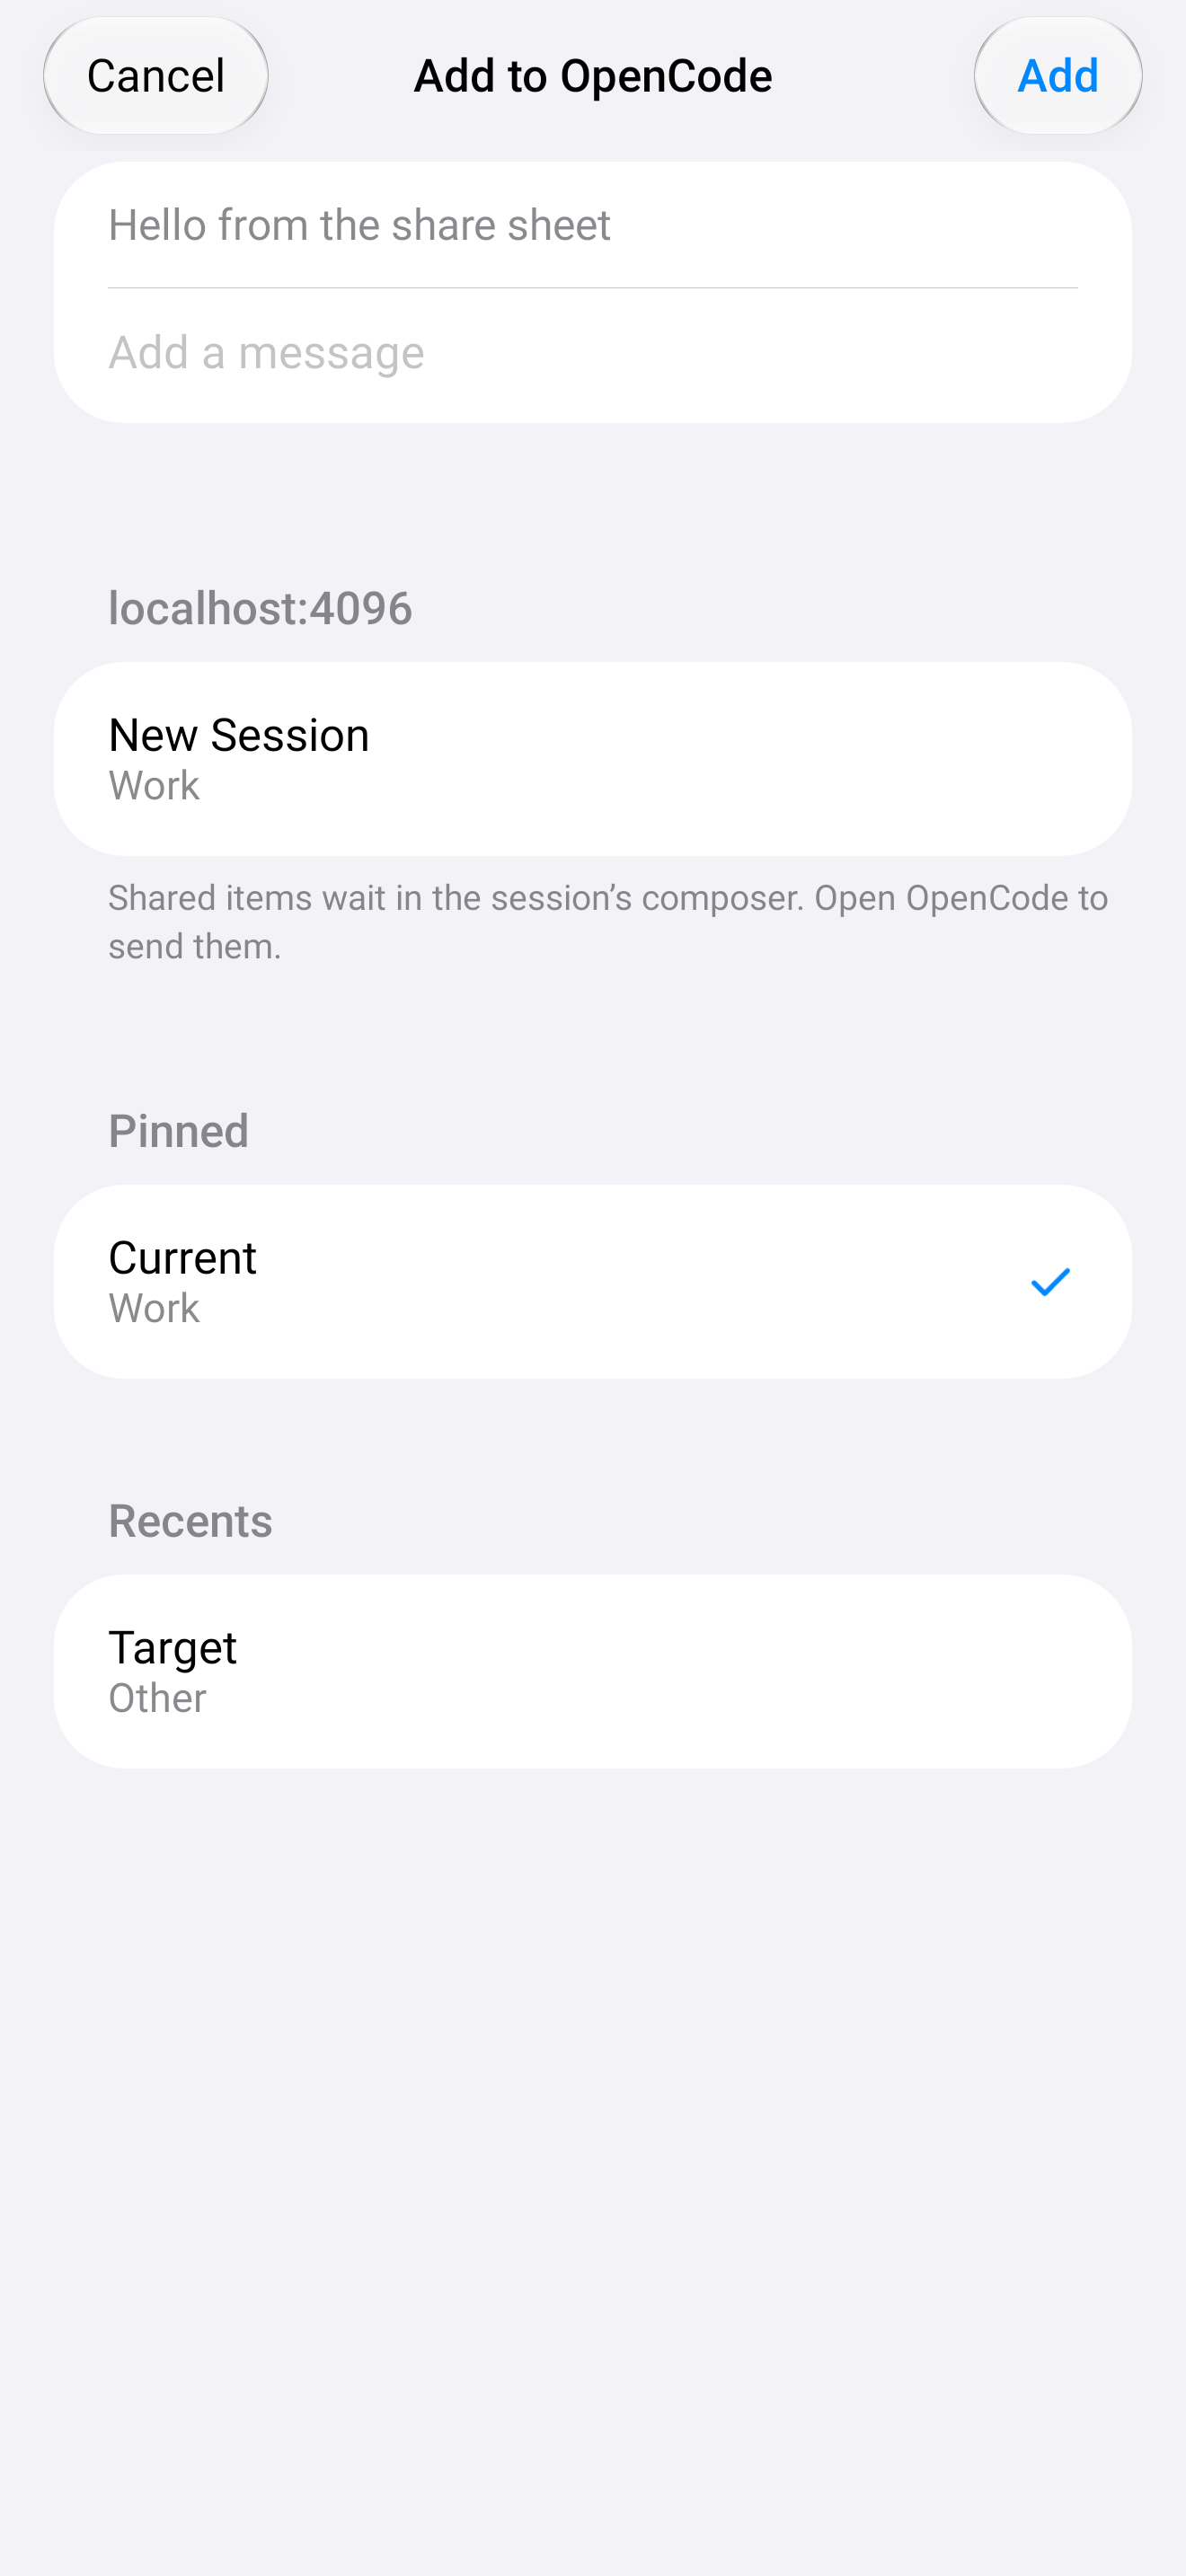 Cancel
Add to OpenCode
Add
Hello from the share sheet
Add a message
localhost:4096
New Session
Work
Shared items wait in the session’s composer. Open OpenCode to
send them.
Pinned
Current
Work
Recents
Target
Other